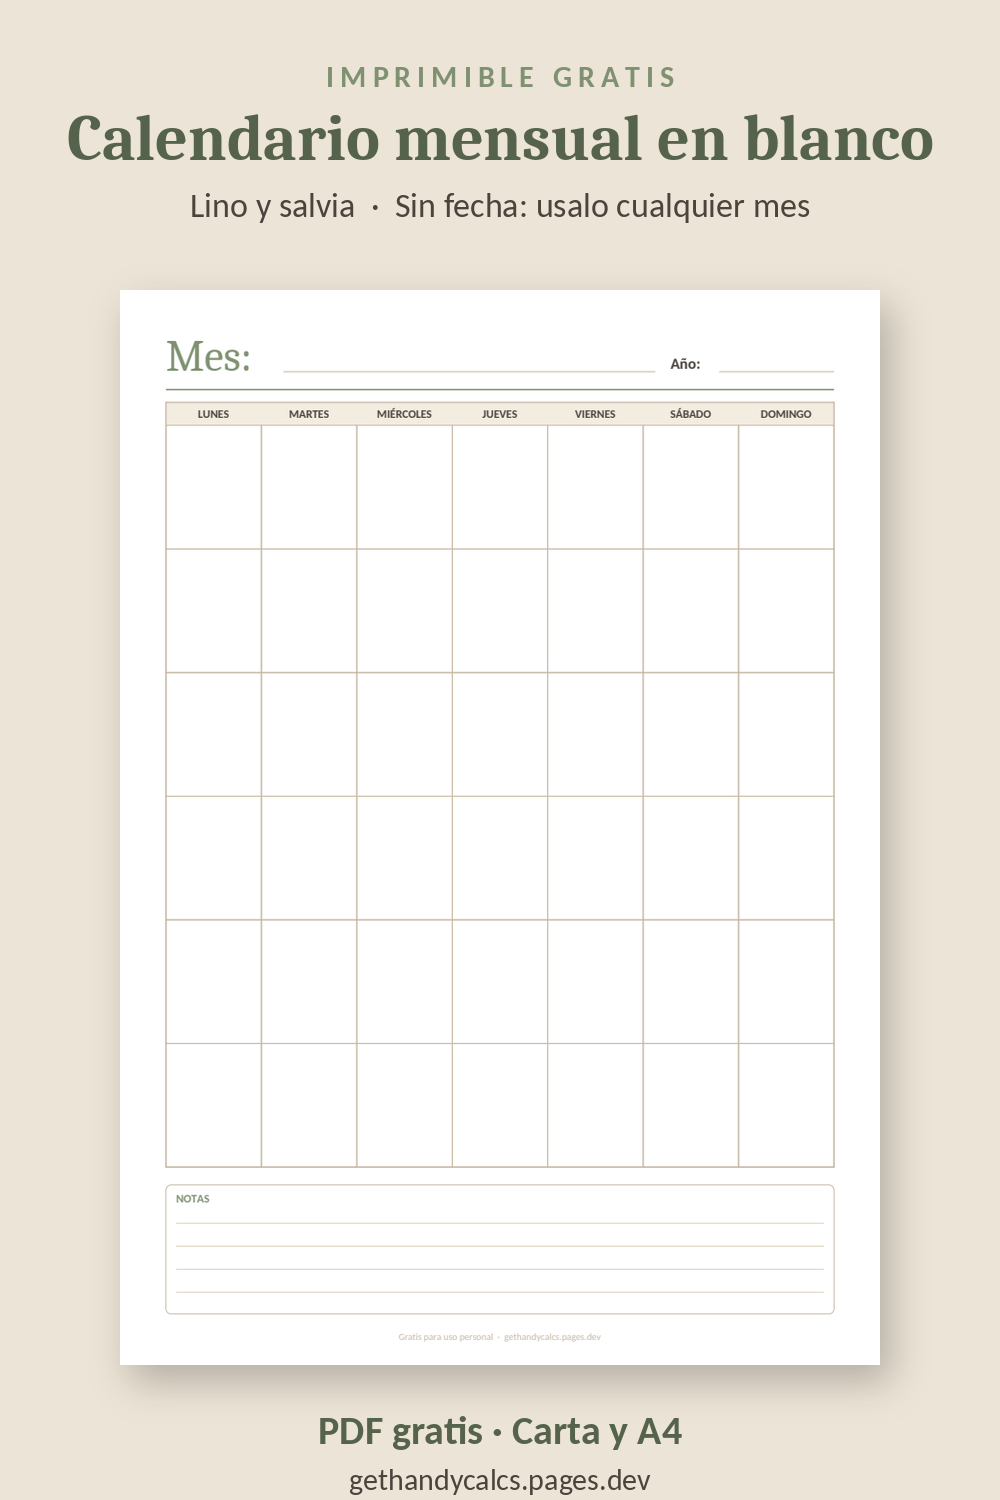 IMPRIMIBLE GRATIS
Calendario mensual en blanco
Lino y salvia · Sin fecha: usalo cualquier mes
Mes: Año:
LUNES MARTES MIÉRCOLES JUEVES VIERNES SÁBADO DOMINGO
NOTAS
Gratis para uso personal · gethandycalcs.pages.dev
PDF gratis · Carta y A4
gethandycalcs.pages.dev